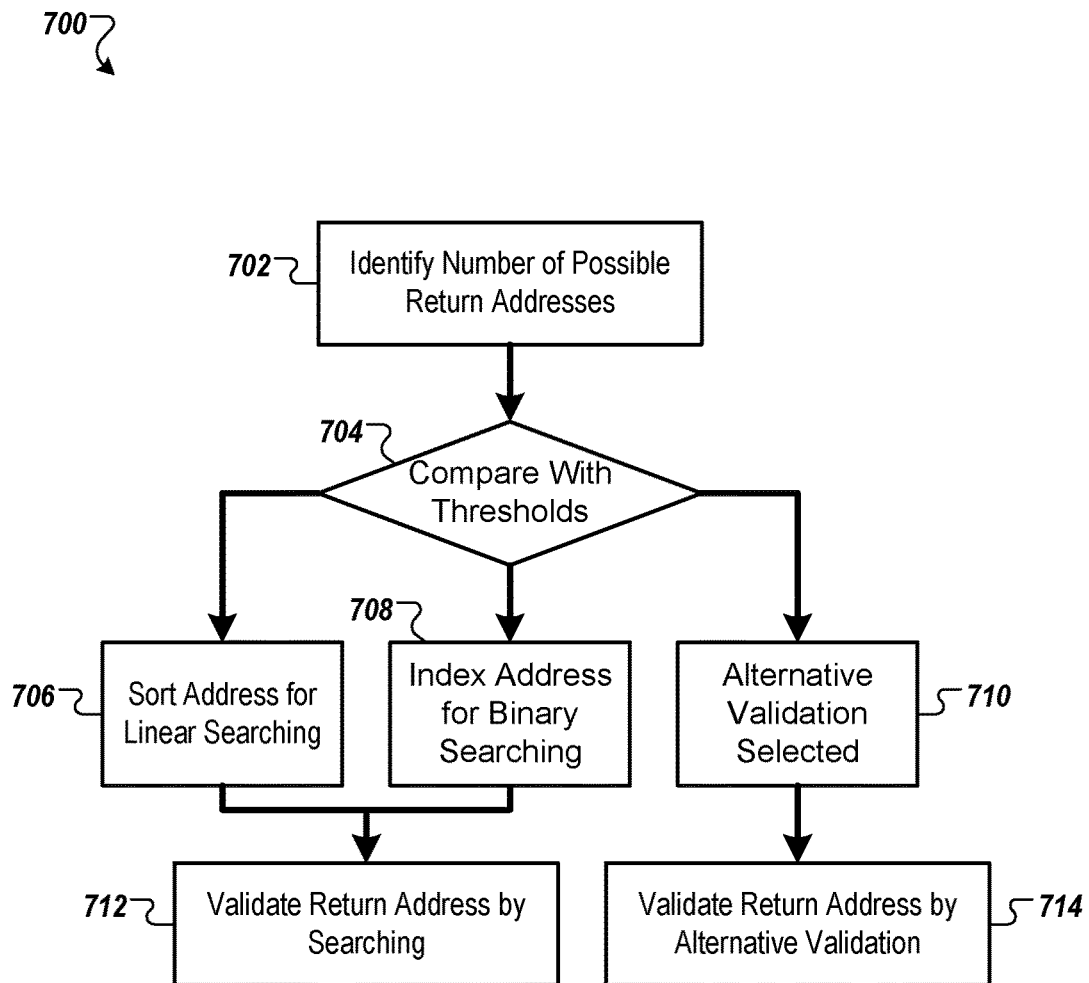 700
702
Identify Number of Possible
Return Addresses
704
Compare With
Thresholds
706
Sort Address for
Linear Searching
708
Index Address
for Binary
Searching
710
Alternative
Validation
Selected
712
Validate Return Address by
Searching
714
Validate Return Address by
Alternative Validation